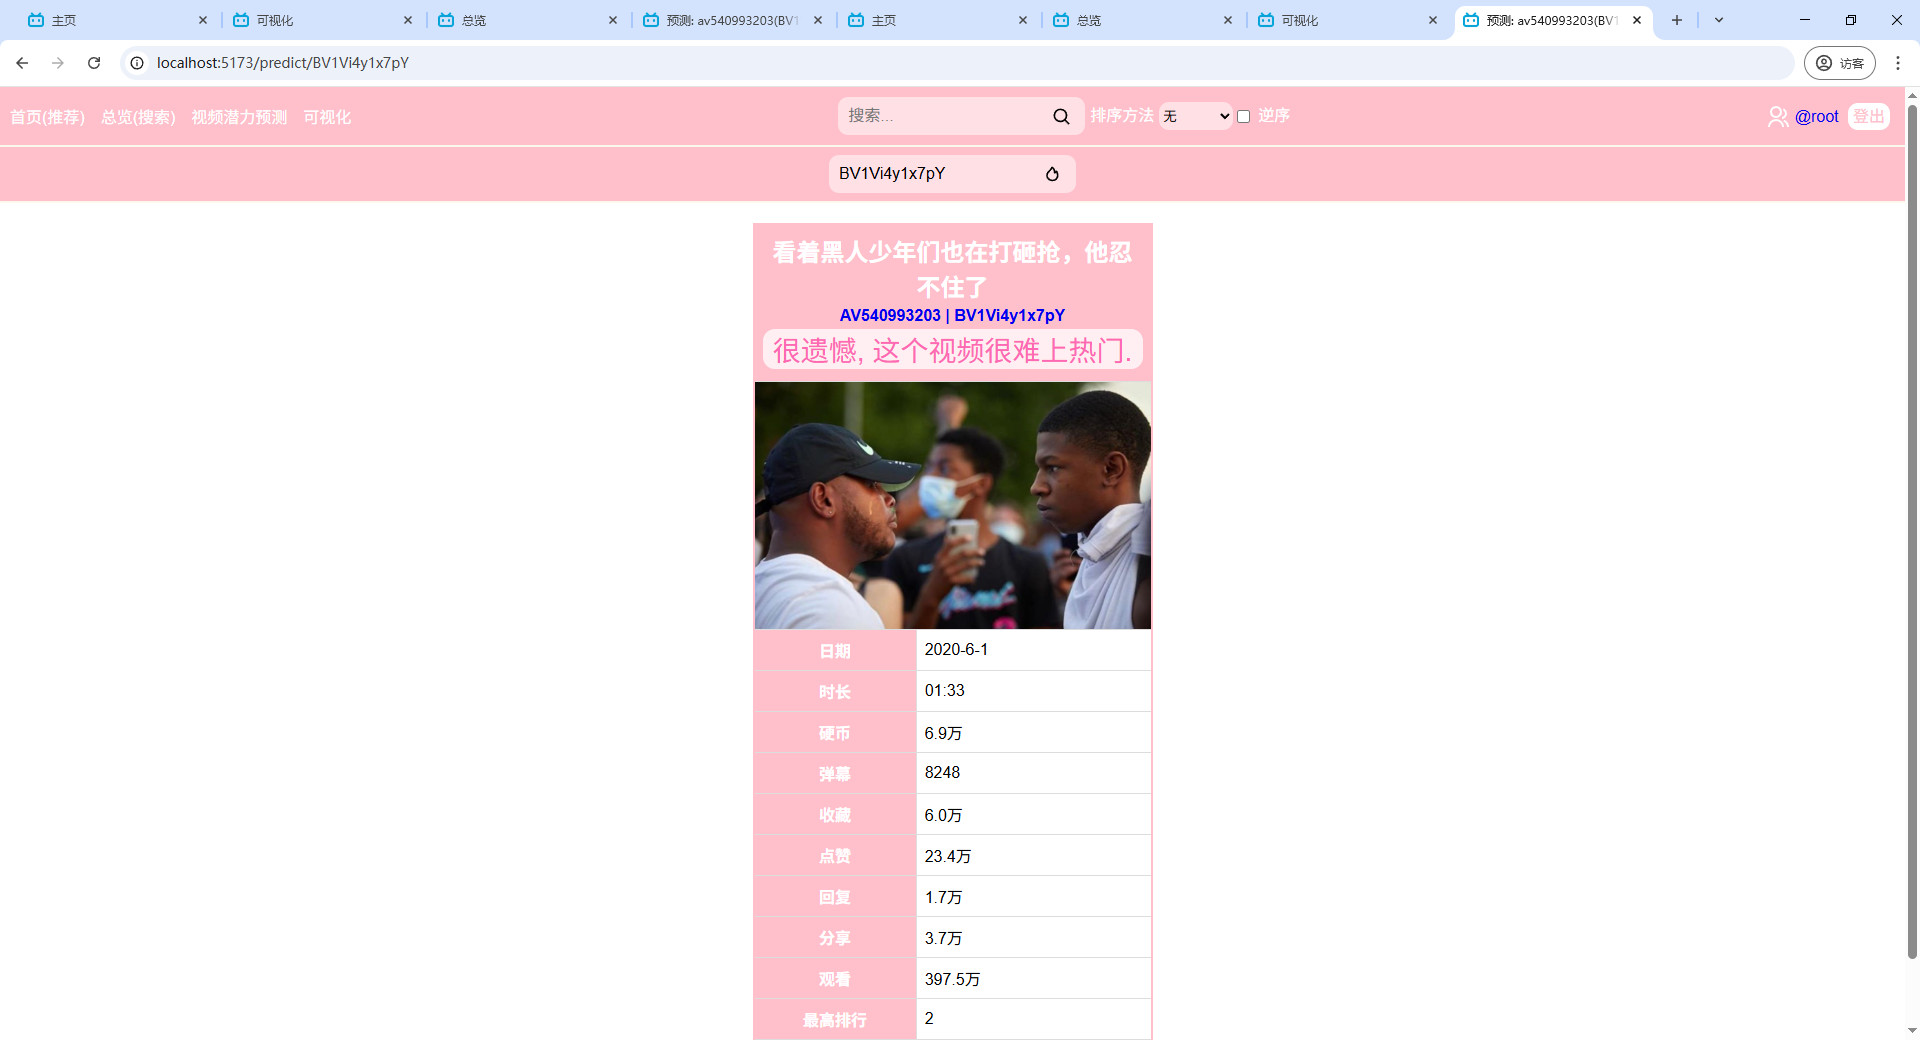 主页
可视化
总览
预测: av540993203(BV1
主页
总览
可视化
预测: av540993203(BV1
localhost:5173/predict/BV1Vi4y1x7pY
访客
首页(推荐) 总览(搜索) 视频潜力预测 可视化
搜索...
排序方法 无 逆序
@root 登出
BV1Vi4y1x7pY
看着黑人少年们也在打砸抢，他忍
不住了
AV540993203 | BV1Vi4y1x7pY
很遗憾, 这个视频很难上热门.
日期 2020-6-1
时长 01:33
硬币 6.9万
弹幕 8248
收藏 6.0万
点赞 23.4万
回复 1.7万
分享 3.7万
观看 397.5万
最高排行 2